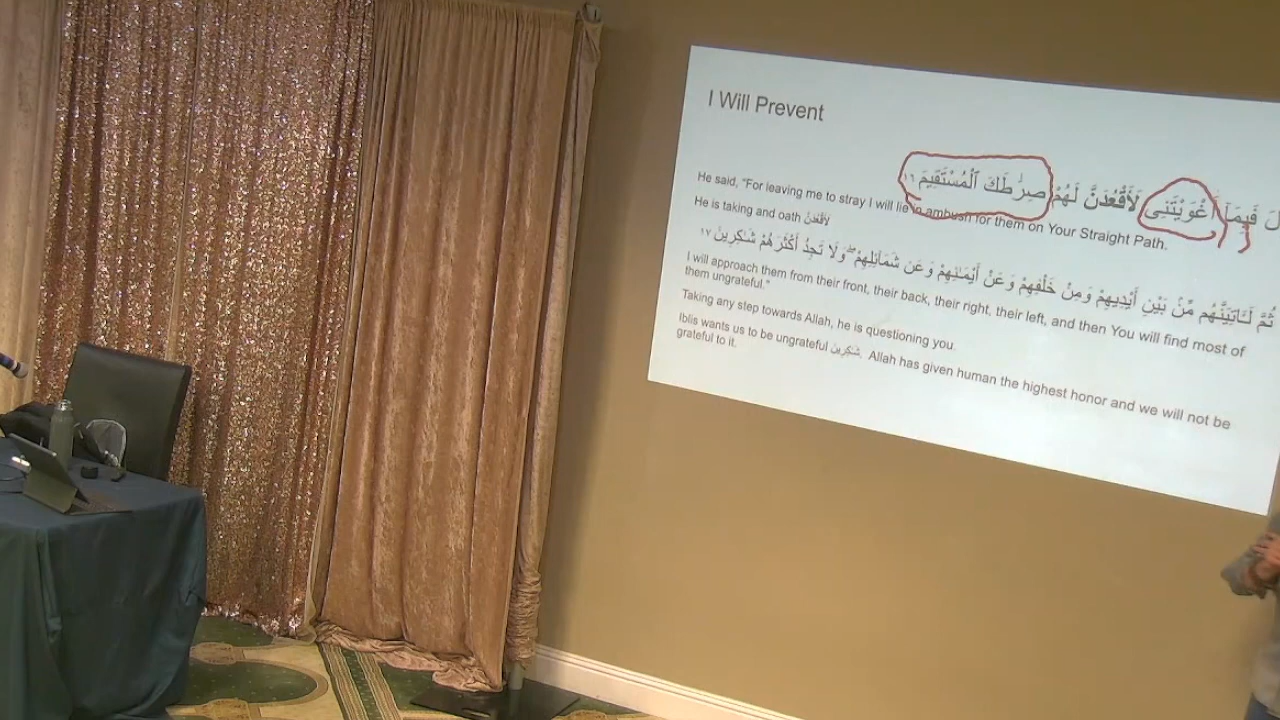 I Will Prevent
فَبِمَآ أَغْوَيْتَنِى لَأَقْعُدَنَّ لَهُمْ صِرَٰطَكَ ٱلْمُسْتَقِيمَ ١٦
He said, "For leaving me to stray I will lie in ambush for them on Your Straight Path.
He is taking and oath لَأَقْعُدَنَّ
ثُمَّ لَـَٔاتِيَنَّهُم مِّنۢ بَيْنِ أَيْدِيهِمْ وَمِنْ خَلْفِهِمْ وَعَنْ أَيْمَـٰنِهِمْ وَعَن شَمَآئِلِهِمْ ۖ وَلَا تَجِدُ أَكْثَرَهُمْ شَـٰكِرِينَ ١٧
I will approach them from their front, their back, their right, their left, and then You will find most of
them ungrateful."
Taking any step towards Allah, he is questioning you.
Iblis wants us to be ungrateful شَـٰكِرِينَ. Allah has given human the highest honor and we will not be
grateful to it.